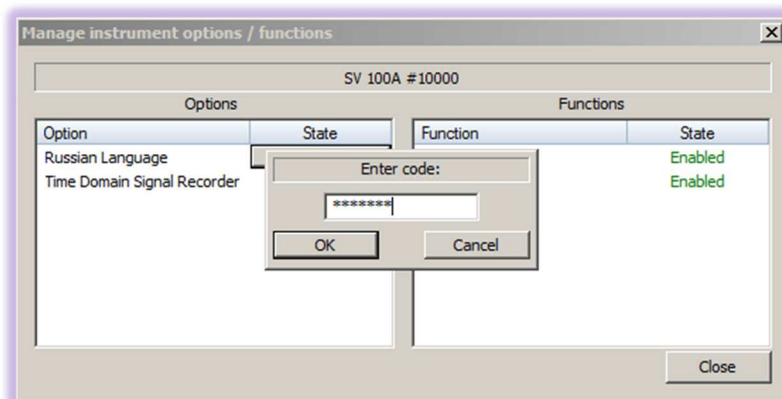 Manage instrument options / functions
SV 100A #10000
Options
Functions
Option State
Function State
Russian Language
Enabled
Time Domain Signal Recorder
Enabled
Enter code:
*******
OK Cancel
Close